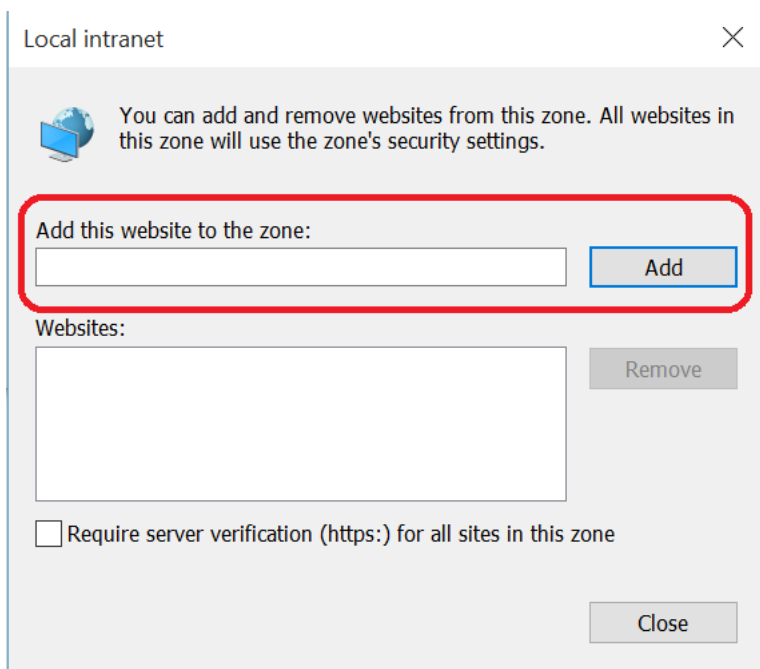 Local intranet
You can add and remove websites from this zone. All websites in
this zone will use the zone's security settings.
Add this website to the zone:
Add
Websites:
Remove
Require server verification (https:) for all sites in this zone
Close